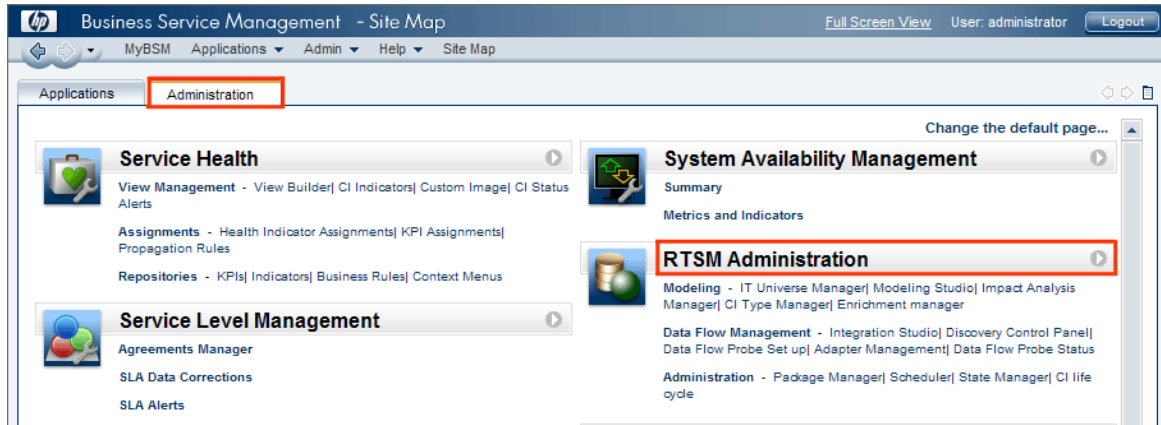 hp Business Service Management - Site Map
Full Screen View User: administrator Logout
MyBSM Applications Admin Help Site Map
Applications Administration
Change the default page...
Service Health
View Management - View Builder| CI Indicators| Custom Image| CI Status
Alerts
Assignments - Health Indicator Assignments| KPI Assignments|
Propagation Rules
Repositories - KPIs| Indicators| Business Rules| Context Menus
Service Level Management
Agreements Manager
SLA Data Corrections
SLA Alerts
System Availability Management
Summary
Metrics and Indicators
RTSM Administration
Modeling - IT Universe Manager| Modeling Studio| Impact Analysis
Manager| CI Type Manager| Enrichment manager
Data Flow Management - Integration Studio| Discovery Control Panel|
Data Flow Probe Set up| Adapter Management| Data Flow Probe Status
Administration - Package Manager| Scheduler| State Manager| CI life
cycle